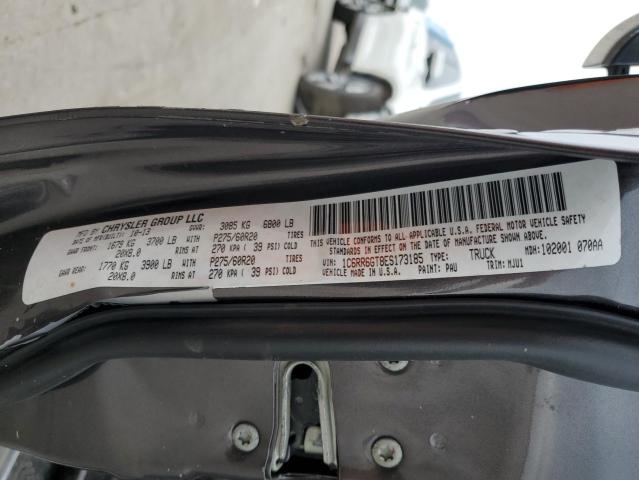 MFD BY CHRYSLER GROUP LLC
DATE OF MFR 10-13 GVWR: 3085 KG 6800 LB
GAWR FRONT: 1679 KG 3700 LB WITH P275/60R20 TIRES
20X8.0 RIMS AT 270 KPA ( 39 PSI) COLD
GAWR REAR: 1770 KG 3900 LB WITH P275/60R20 TIRES
20X8.0 RIMS AT 270 KPA ( 39 PSI) COLD
THIS VEHICLE CONFORMS TO ALL APPLICABLE U.S.A. FEDERAL MOTOR VEHICLE SAFETY
STANDARDS IN EFFECT ON THE DATE OF MANUFACTURE SHOWN ABOVE.
VIN: 1C6RR6GT8ES173185 TYPE: TRUCK MDH:102001 070AA
VEHICLE MADE IN U.S.A. PAINT: PAU TRIM: MJU1